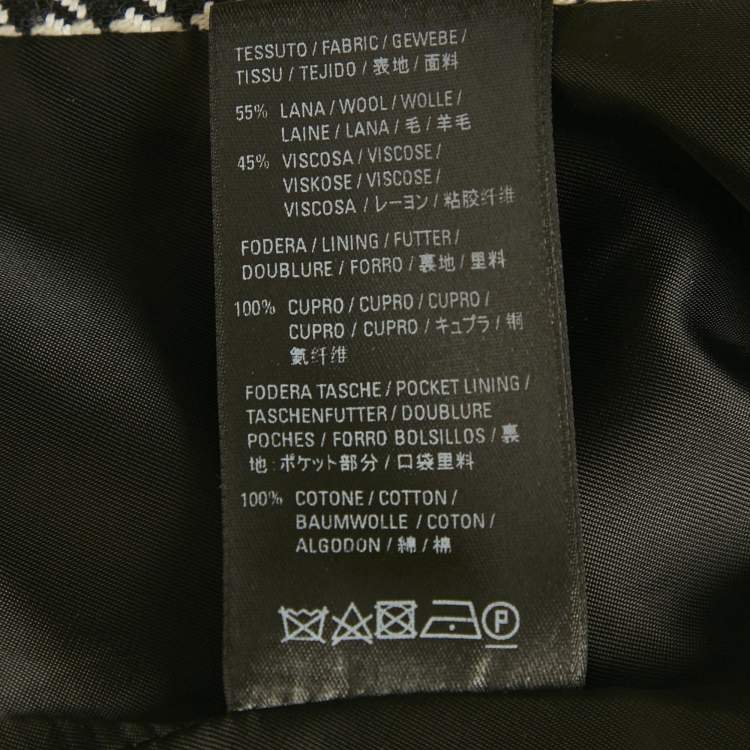 TESSUTO / FABRIC / GEWEBE /
TISSU / TEJIDO / 表地 / 面料
55% LANA / WOOL / WOLLE /
LAINE / LANA / 毛 / 羊毛
45% VISCOSA / VISCOSE /
VISKOSE / VISCOSE /
VISCOSA / レーヨン / 粘胶纤维
FODERA / LINING / FUTTER /
DOUBLURE / FORRO / 裏地 / 里料
100% CUPRO / CUPRO / CUPRO /
CUPRO / CUPRO / キュプラ / 铜
氨纤维
FODERA TASCHE / POCKET LINING /
TASCHENFUTTER / DOUBLURE
POCHES / FORRO BOLSILLOS / 裏
地:ポケット部分 / 口袋里料
100% COTONE / COTTON /
BAUMWOLLE / COTON /
ALGODON / 綿 / 棉
P